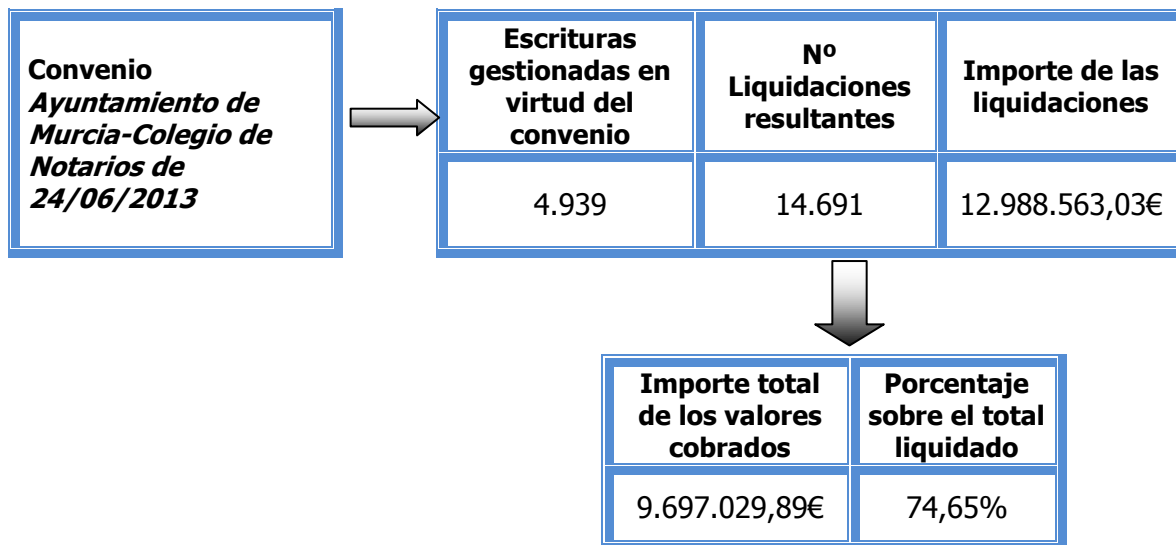 Convenio
Ayuntamiento de
Murcia-Colegio de
Notarios de
24/06/2013
Escrituras
gestionadas en
virtud del
convenio
Nº
Liquidaciones
resultantes
Importe de las
liquidaciones
4.939
14.691
12.988.563,03€
Importe total
de los valores
cobrados
Porcentaje
sobre el total
liquidado
9.697.029,89€
74,65%